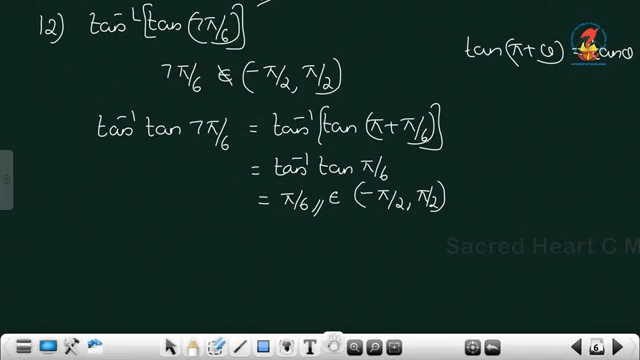 12) tan⁻¹[tan(7π/6)]
tan(π+θ) = tanθ
7π/6 ∉ (-π/2, π/2)
tan⁻¹ tan 7π/6 = tan⁻¹[tan(π+π/6)]
= tan⁻¹ tan π/6
= π/6,, ∈ (-π/2, π/2)
Sacred Heart C M
6